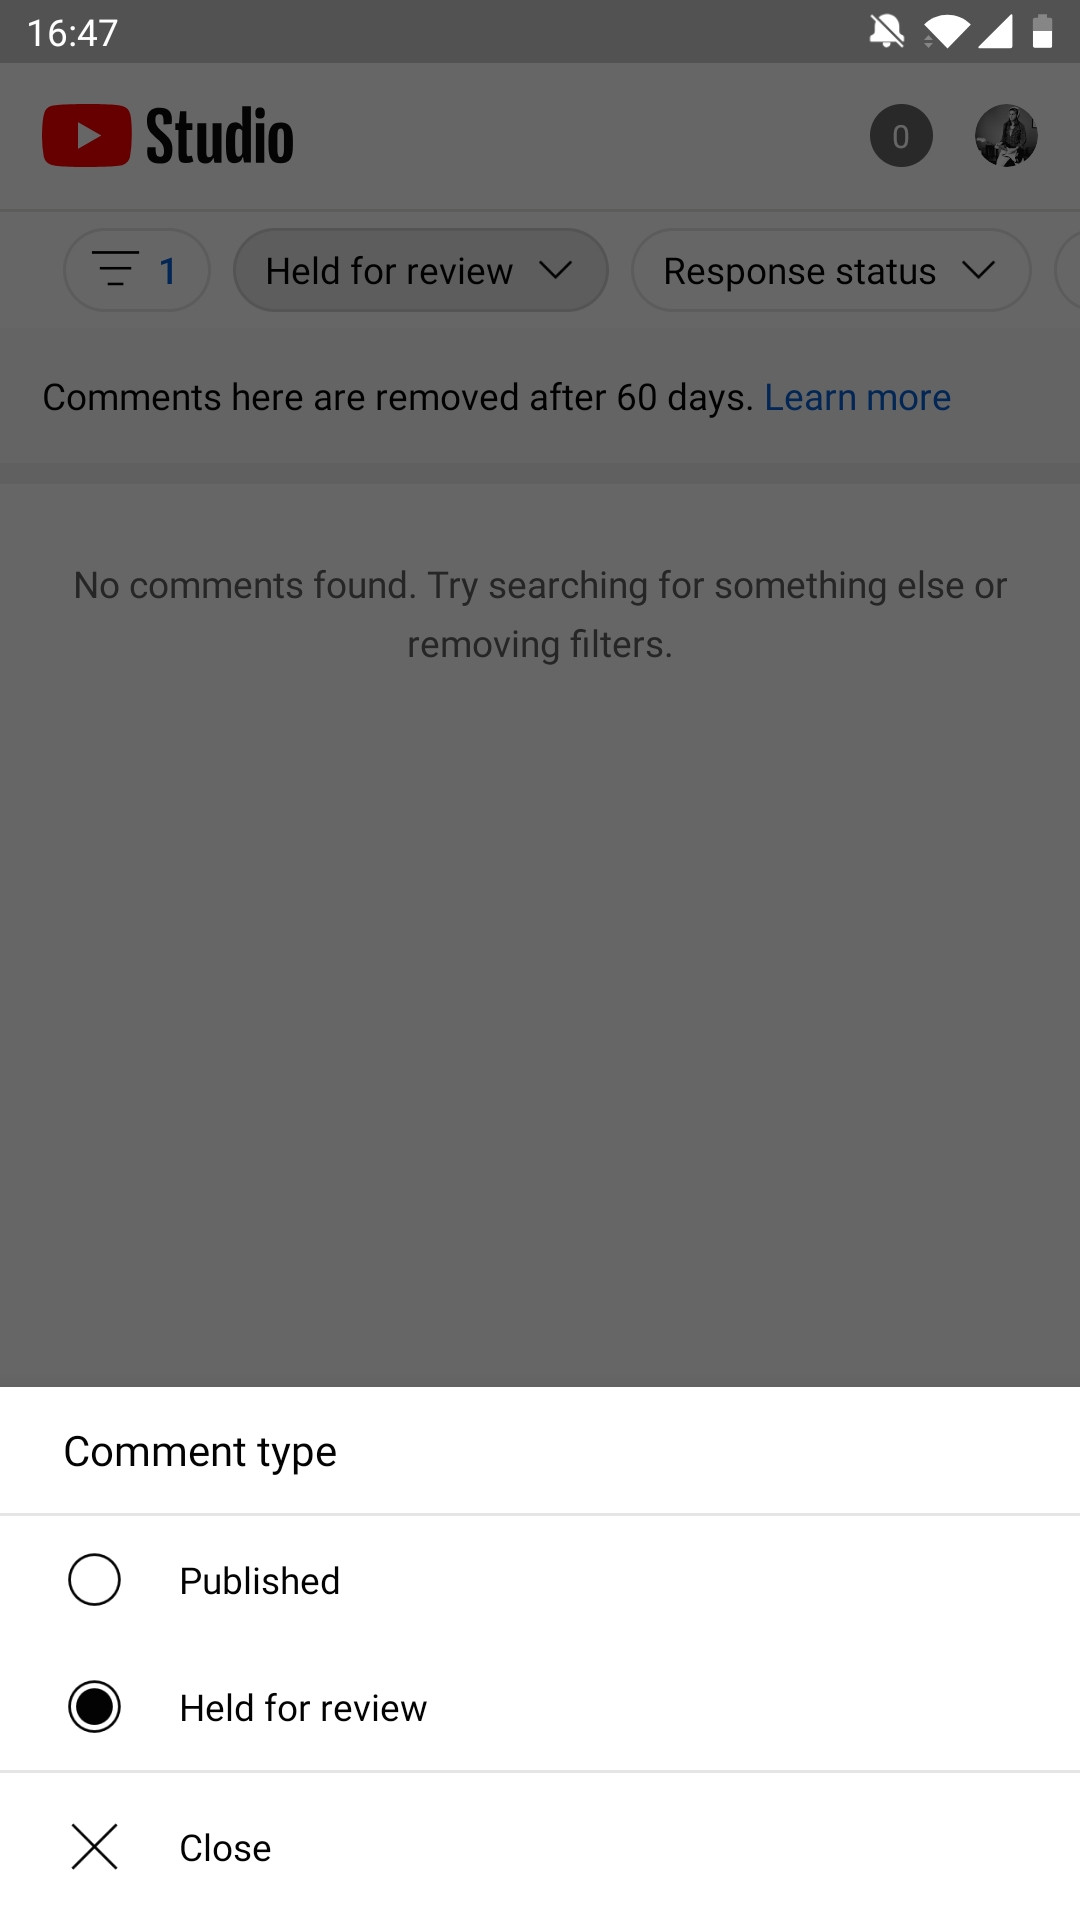 16:47
Studio
0
1
Held for review
Response status
Comments here are removed after 60 days. Learn more
No comments found. Try searching for something else or
removing filters.
Comment type
Published
Held for review
Close